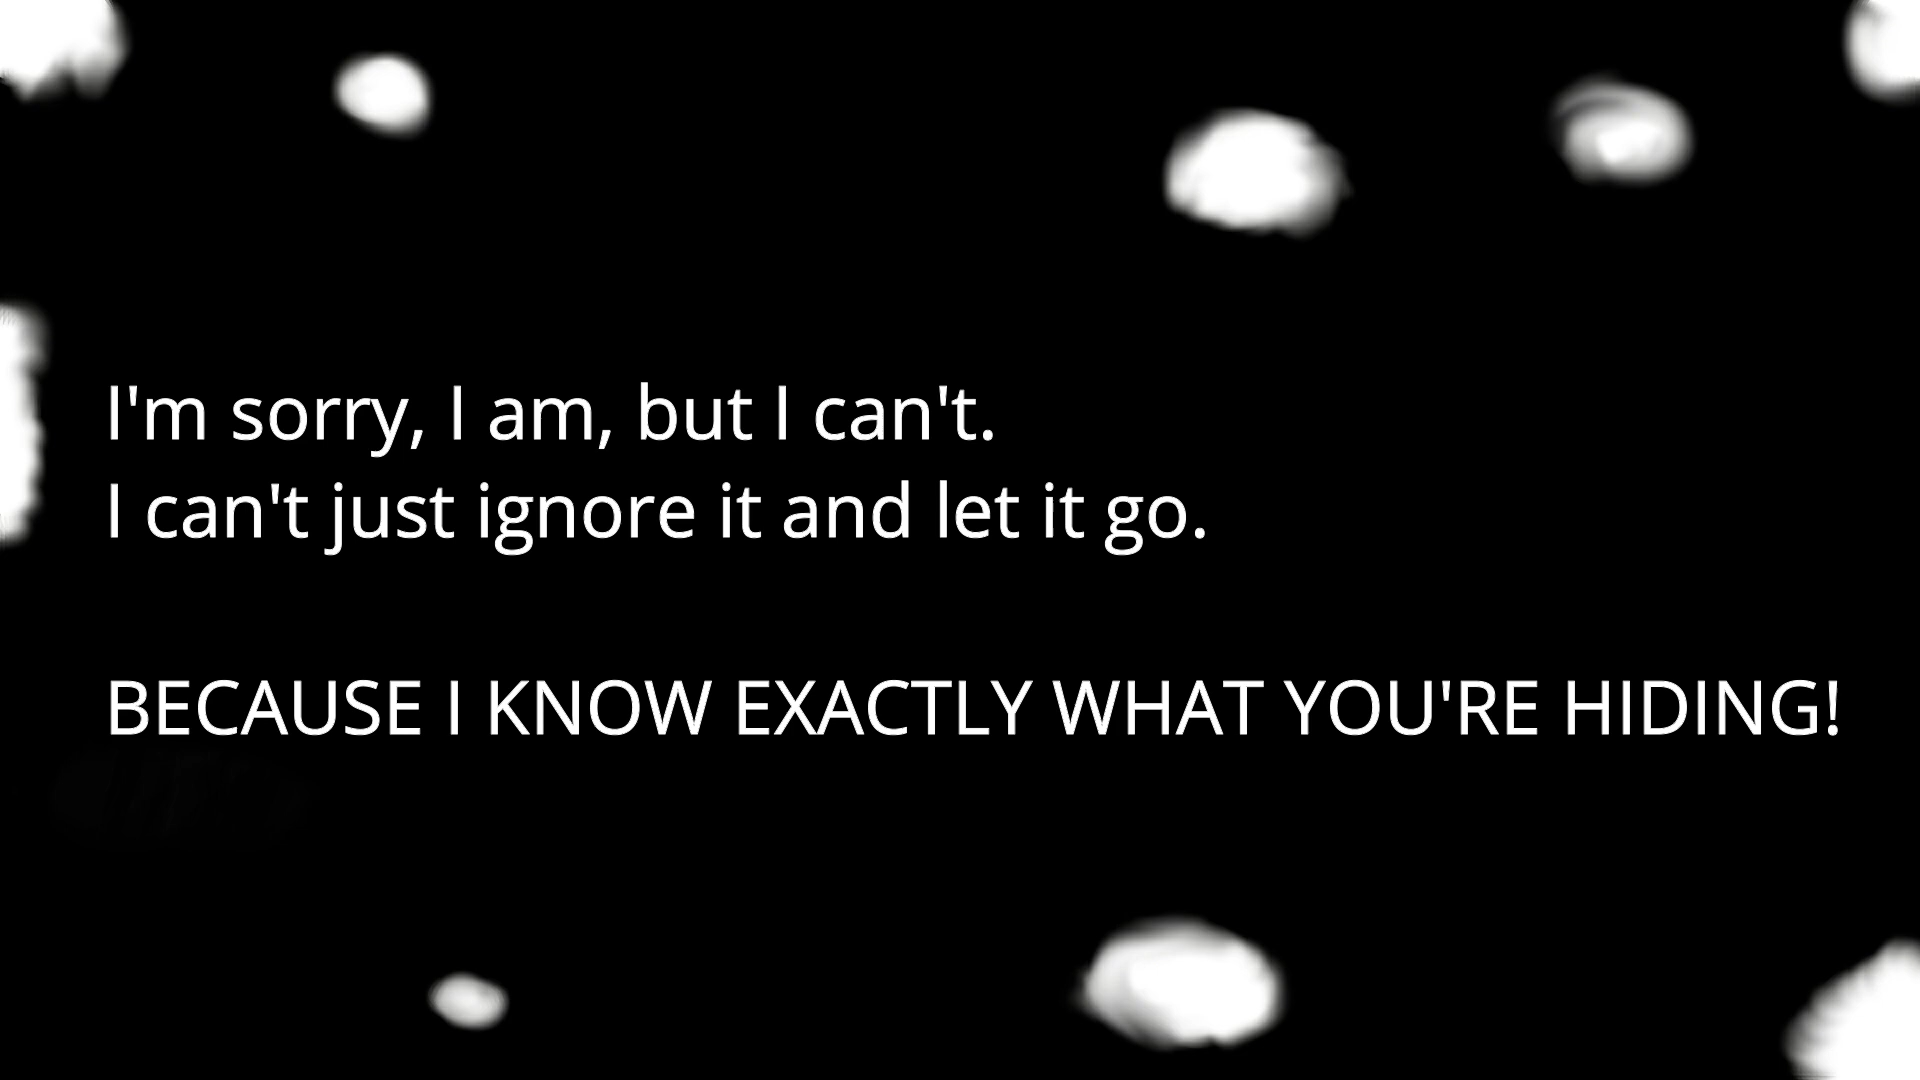 I'm sorry, I am, but I can't.
I can't just ignore it and let it go.
BECAUSE I KNOW EXACTLY WHAT YOU'RE HIDING!